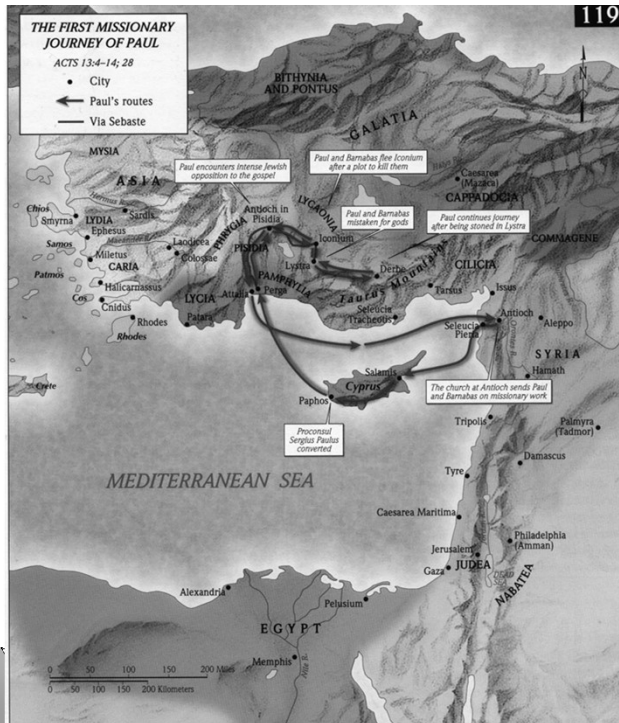 119
THE FIRST MISSIONARY
JOURNEY OF PAUL
ACTS 13:4–14; 28
City
Paul's routes
Via Sebaste
N
BITHYNIA
AND PONTUS
GALATIA
MYSIA
ASIA
Paul encounters intense Jewish
opposition to the gospel
Paul and Barnabas flee Iconium
after a plot to kill them
Caesarea
(Mazaca)
CAPPADOCIA
LYCAONIA
Paul and Barnabas
mistaken for gods
Paul continues journey
after being stoned in Lystra
Chios
Smyrna
LYDIA
Sardis
Ephesus
Samos
Miletus
CARIA
Laodicea
Colossae
PHRYGIA
Antioch in
Pisidia
PISIDIA
Iconium
Lystra
Derbe
COMMAGENE
CILICIA
Taurus Mountains
Tarsus
Issus
Patmos
Halicarnassus
Cos
Cnidus
LYCIA
PAMPHYLIA
Attalia
Perga
Rhodes
Rhodes
Patara
Seleucia
Tracheotis
Antioch
Seleucia
Pieria
Aleppo
SYRIA
Crete
Salamis
Cyprus
Paphos
Hamath
The church at Antioch sends Paul
and Barnabas on missionary work
Proconsul
Sergius Paulus
converted
Tripolis
Palmyra
(Tadmor)
MEDITERRANEAN SEA
Damascus
Tyre
Caesarea Maritima
Philadelphia
(Amman)
Jerusalem
JUDEA
Gaza
DEAD
SEA
NABATEA
Alexandria
Pelusium
EGYPT
Memphis
Nile R.
0 50 100 150 200 Miles
0 50 100 150 200 Kilometers